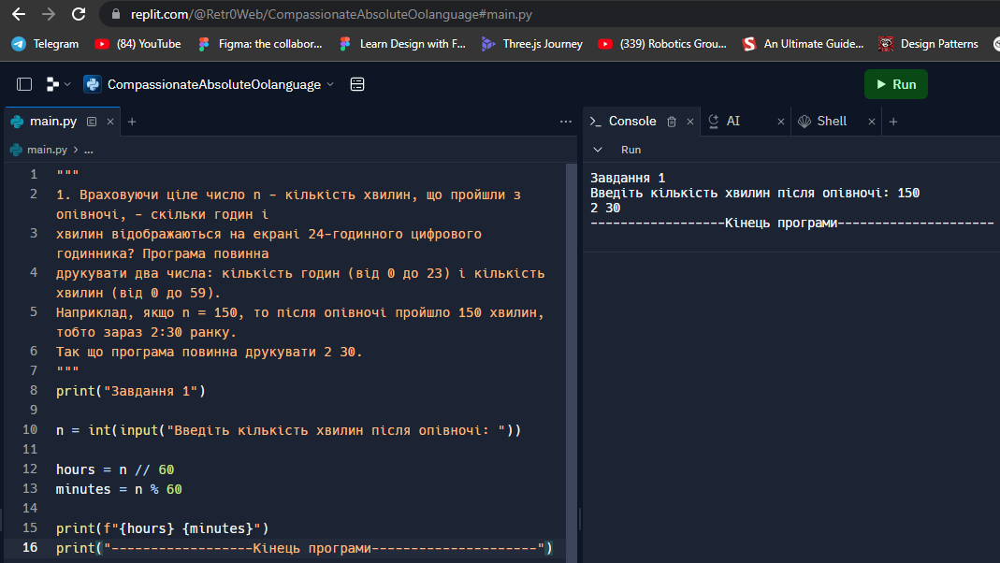 replit.com/@Retr0Web/CompassionateAbsoluteOolanguage#main.py
Telegram (84) YouTube Figma: the collabor... Learn Design with F... Three.js Journey (339) Robotics Grou... An Ultimate Guide... Design Patterns
CompassionateAbsoluteOolanguage Run
main.py Console AI Shell
main.py > ... Run
1 """
2 1. Враховуючи ціле число n - кількість хвилин, що пройшли з
опівночі, - скільки годин і
3 хвилин відображаються на екрані 24-годинного цифрового
годинника? Програма повинна
4 друкувати два числа: кількість годин (від 0 до 23) і кількість
хвилин (від 0 до 59).
5 Наприклад, якщо n = 150, то після опівночі пройшло 150 хвилин,
тобто зараз 2:30 ранку.
6 Так що програма повинна друкувати 2 30.
7 """
8 print("Завдання 1")
9
10 n = int(input("Введіть кількість хвилин після опівночі: "))
11
12 hours = n // 60
13 minutes = n % 60
14
15 print(f"{hours} {minutes}")
16 print("------------------Кінець програми---------------------")
Завдання 1
Введіть кількість хвилин після опівночі: 150
2 30
------------------Кінець програми---------------------